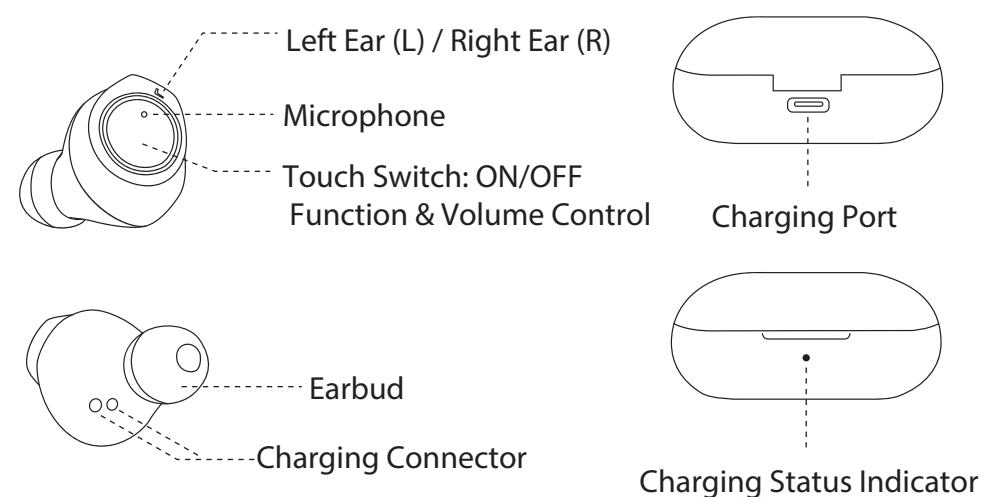 Left Ear (L) / Right Ear (R)
Microphone
Touch Switch: ON/OFF
Function & Volume Control
Charging Port
Earbud
Charging Connector
Charging Status Indicator